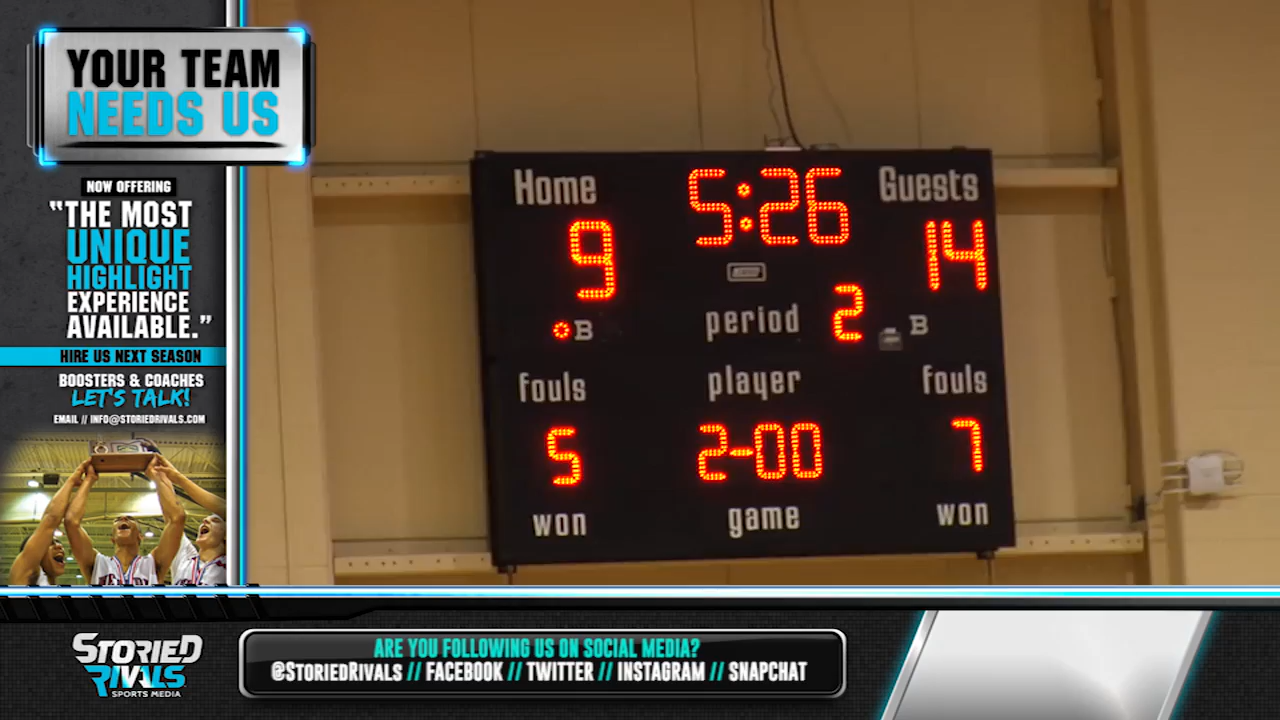 YOUR TEAM
NEEDS US
NOW OFFERING
"THE MOST
UNIQUE
HIGHLIGHT
EXPERIENCE
AVAILABLE."
HIRE US NEXT SEASON
BOOSTERS & COACHES
LET'S TALK!
EMAIL // INFO@STORIEDRIVALS.COM
Home 5:26 Guests
9 14
B period 2 B
fouls player fouls
5 2-00 7
won game won
STORIED
RIVALS
SPORTS MEDIA
ARE YOU FOLLOWING US ON SOCIAL MEDIA?
@STORIEDRIVALS // FACEBOOK // TWITTER // INSTAGRAM // SNAPCHAT